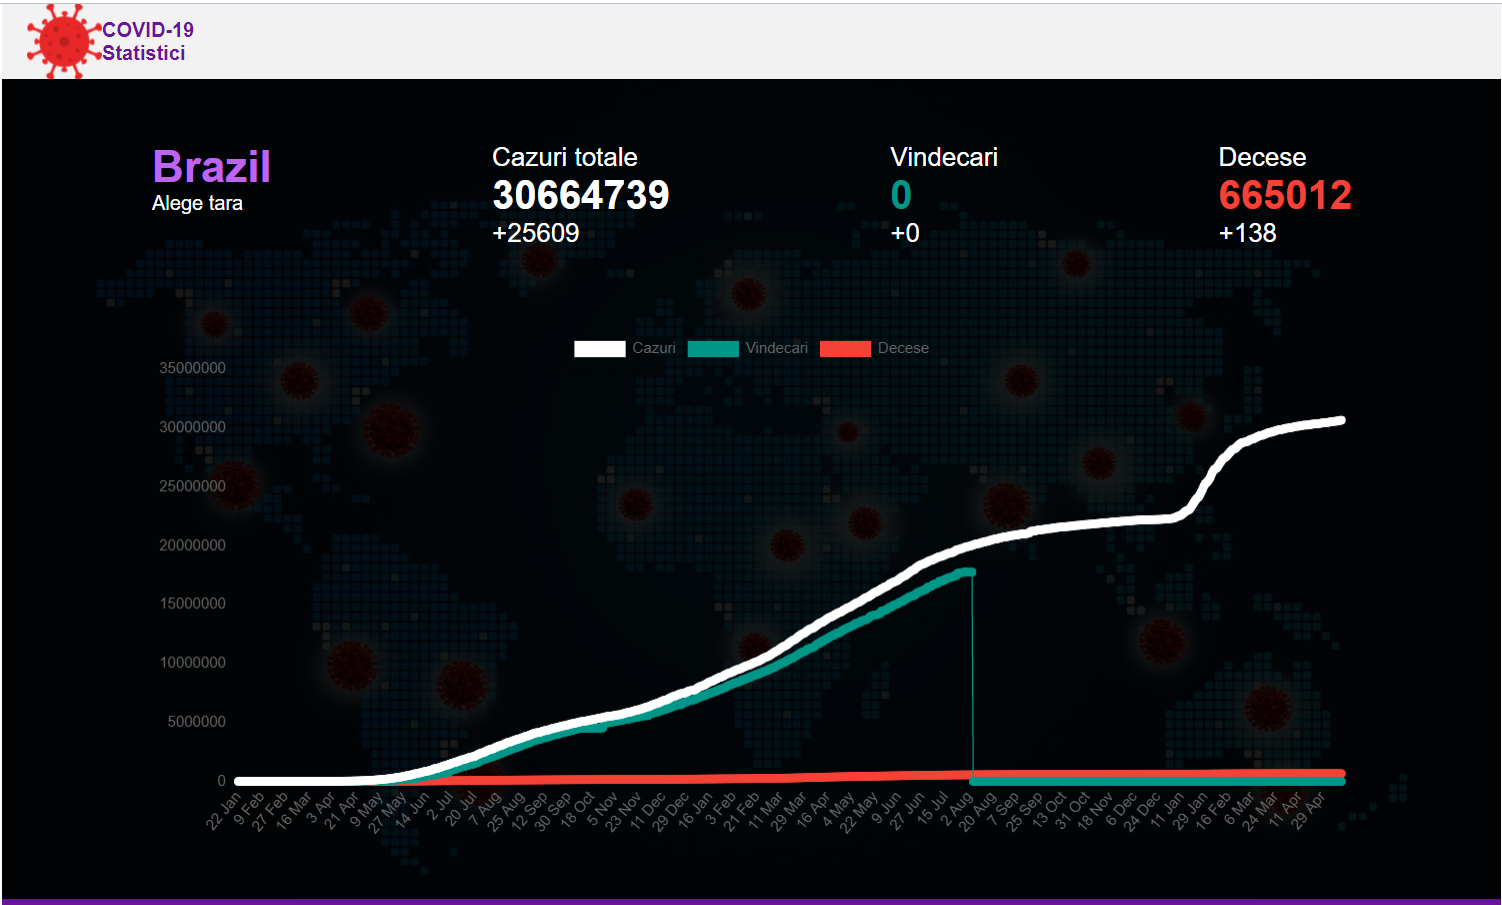 COVID-19
Statistici
Brazil
Alege tara
Cazuri totale
30664739
+25609
Vindecari
0
+0
Decese
665012
+138
Cazuri Vindecari Decese
35000000
30000000
25000000
20000000
15000000
10000000
5000000
0
22 Jan 9 Feb 27 Feb 16 Mar 3 Apr 21 Apr 9 May 27 May 14 Jun 2 Jul 20 Jul 7 Aug 25 Aug 12 Sep 30 Sep 18 Oct 5 Nov 23 Nov 11 Dec 29 Dec 16 Jan 3 Feb 21 Feb 11 Mar 29 Mar 16 Apr 4 May 22 May 9 Jun 27 Jun 15 Jul 2 Aug 20 Aug 7 Sep 25 Sep 13 Oct 31 Oct 18 Nov 6 Dec 24 Dec 11 Jan 29 Jan 16 Feb 6 Mar 24 Mar 11 Apr 29 Apr